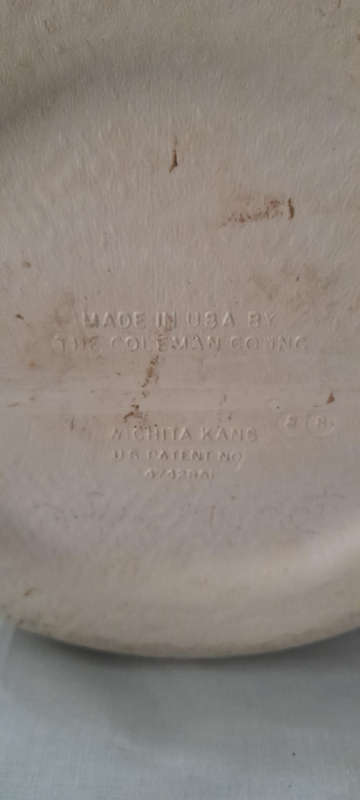 MADE IN USA BY
THE COLEMAN CO INC
WICHITA KANS
US PATENT NO